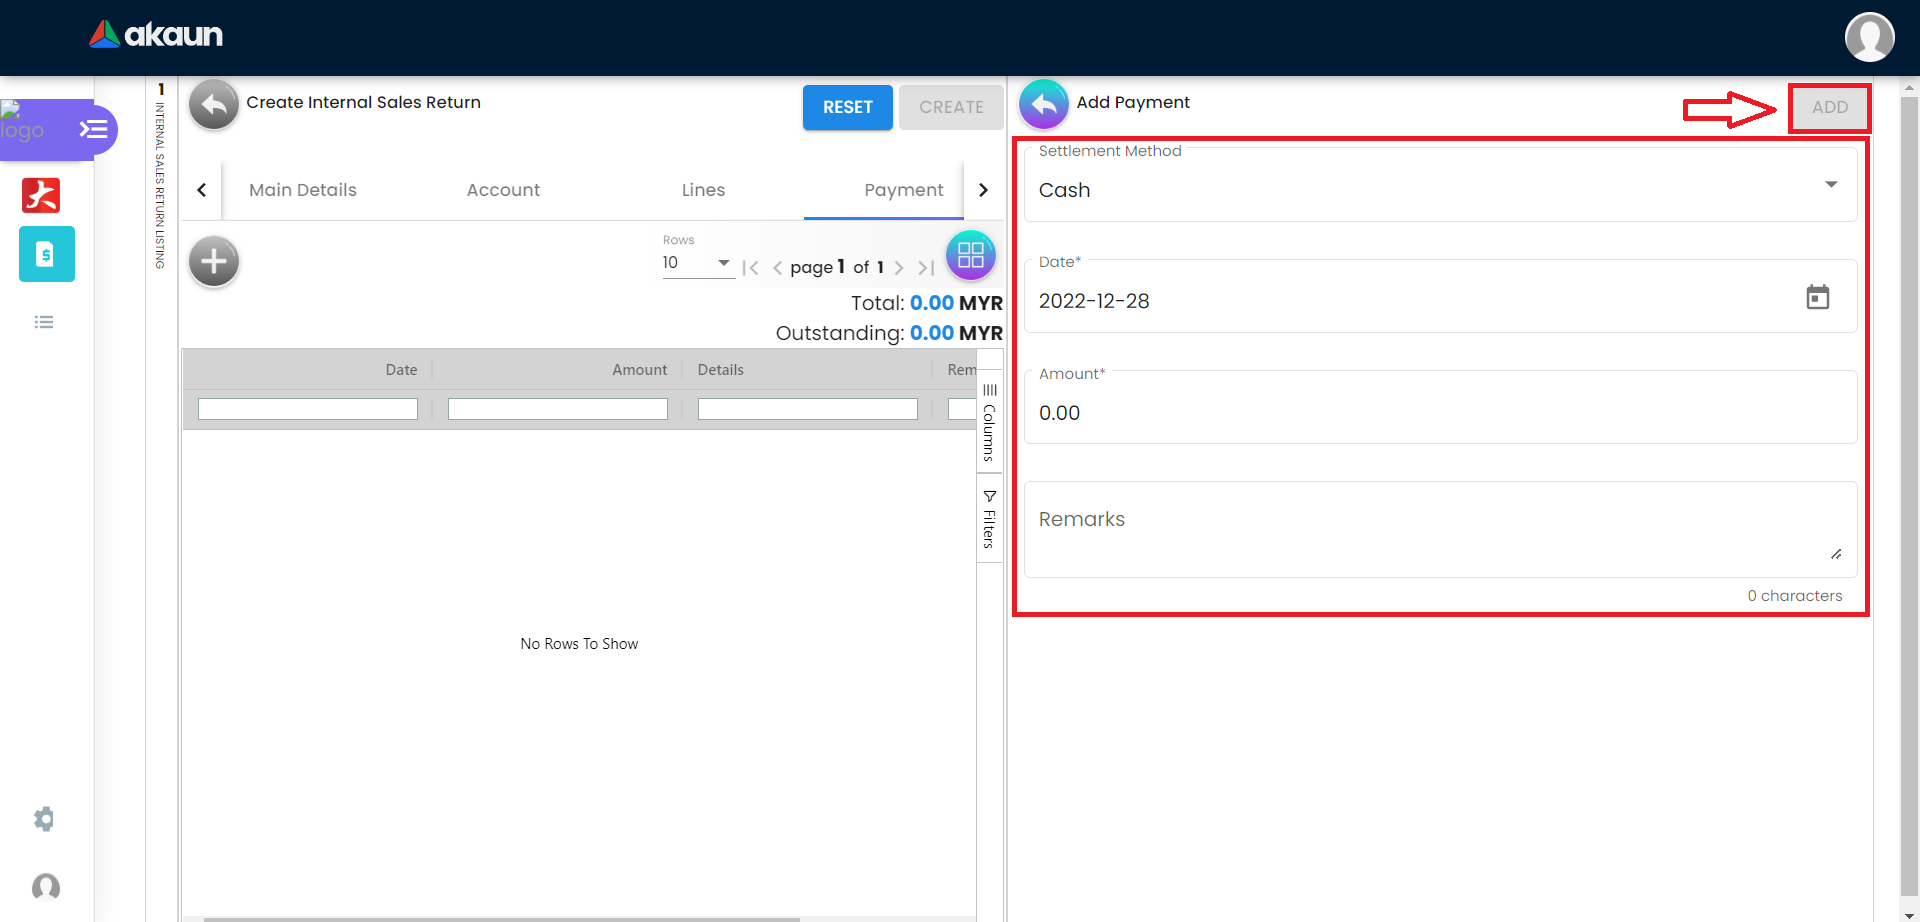 akaun
logo
1
INTERNAL SALES RETURN LISTING
Create Internal Sales Return
RESET
CREATE
Main Details
Account
Lines
Payment
Rows
10
page 1 of 1
Total: 0.00 MYR
Outstanding: 0.00 MYR
Date
Amount
Details
Rem
Columns
Filters
No Rows To Show
Add Payment
ADD
Settlement Method
Cash
Date*
2022-12-28
Amount*
0.00
Remarks
0 characters